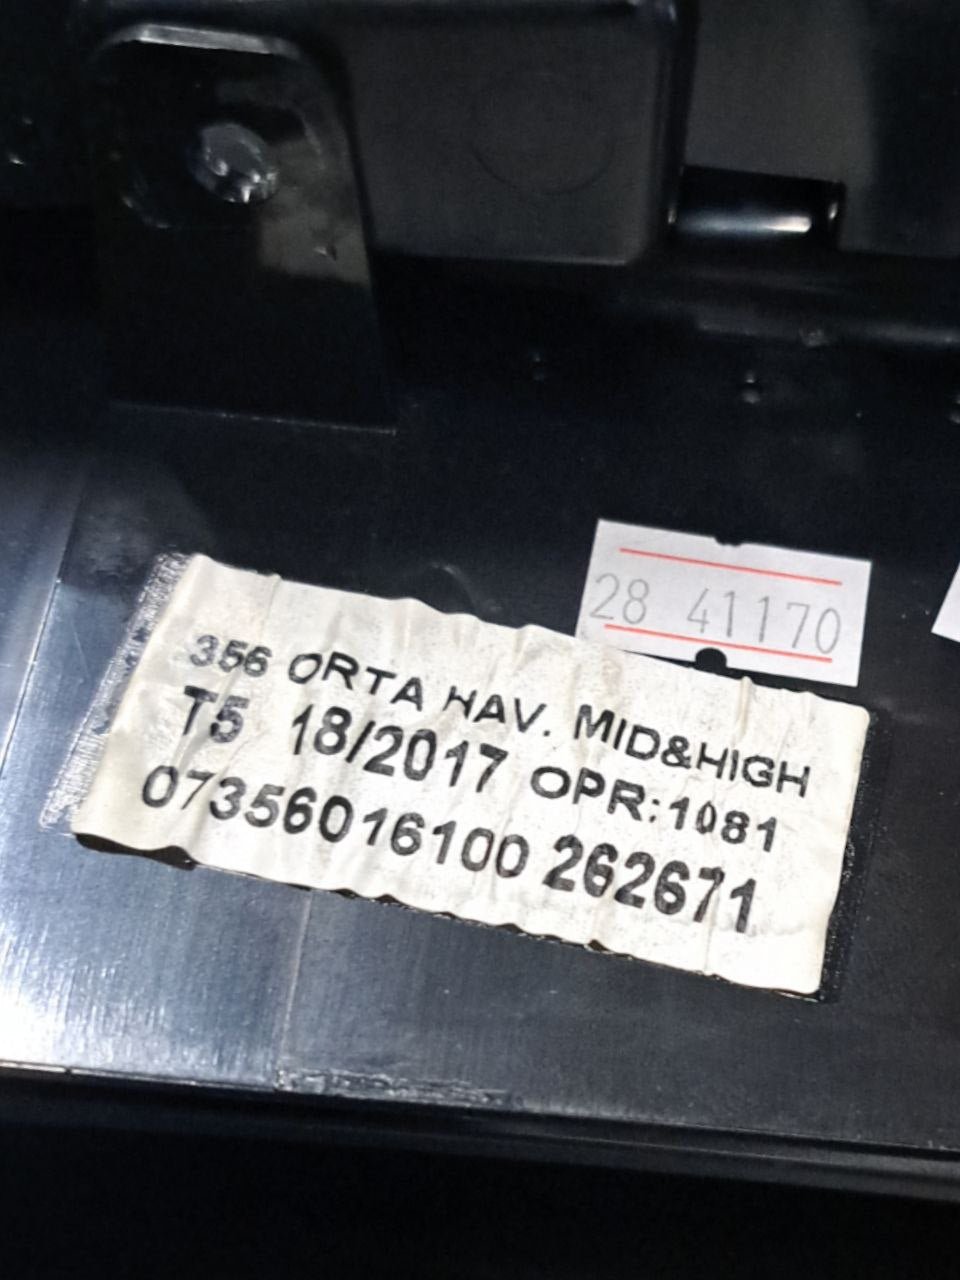 28 41170
356 ORTA HAV. MID&HIGH
T5 18/2017 OPR:1081
07356016100 262671